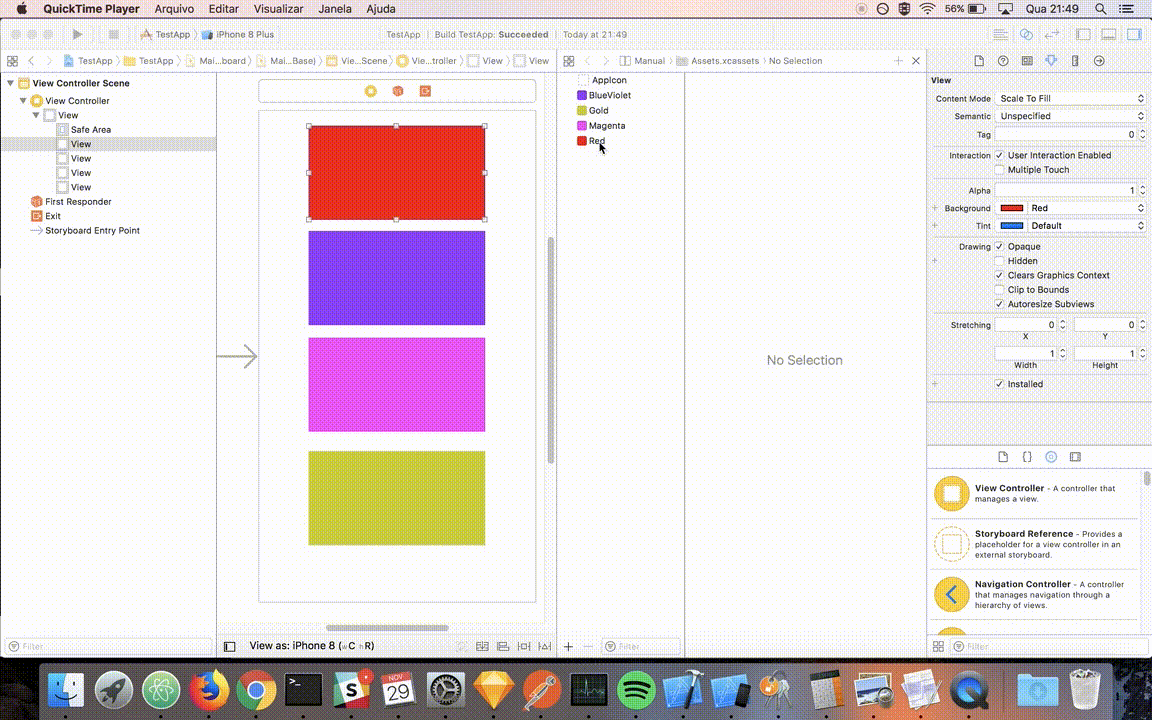 QuickTime Player Arquivo Editar Visualizar Janela Ajuda 56% Qua 21:49
TestApp iPhone 8 Plus TestApp Build TestApp: Succeeded Today at 21:49
TestApp TestApp Mai...board Mai...Base) Vie...Scene Vie...troller View View Manual Assets.xcassets No Selection
View Controller Scene
View Controller
View
Safe Area
View
View
View
View
First Responder
Exit
Storyboard Entry Point
Filter
View as: iPhone 8 (wC hR)
AppIcon
BlueViolet
Gold
Magenta
Red
Filter
No Selection
View
Content Mode Scale To Fill
Semantic Unspecified
Tag 0
Interaction User Interaction Enabled
Multiple Touch
Alpha 1
Background Red
Tint Default
Drawing Opaque
Hidden
Clears Graphics Context
Clip to Bounds
Autoresize Subviews
Stretching 0 0
X Y
1 1
Width Height
Installed
View Controller - A controller that
manages a view.
Storyboard Reference - Provides a
placeholder for a view controller in an
external storyboard.
Navigation Controller - A controller
that manages navigation through a
hierarchy of views.
Filter
NOV
29